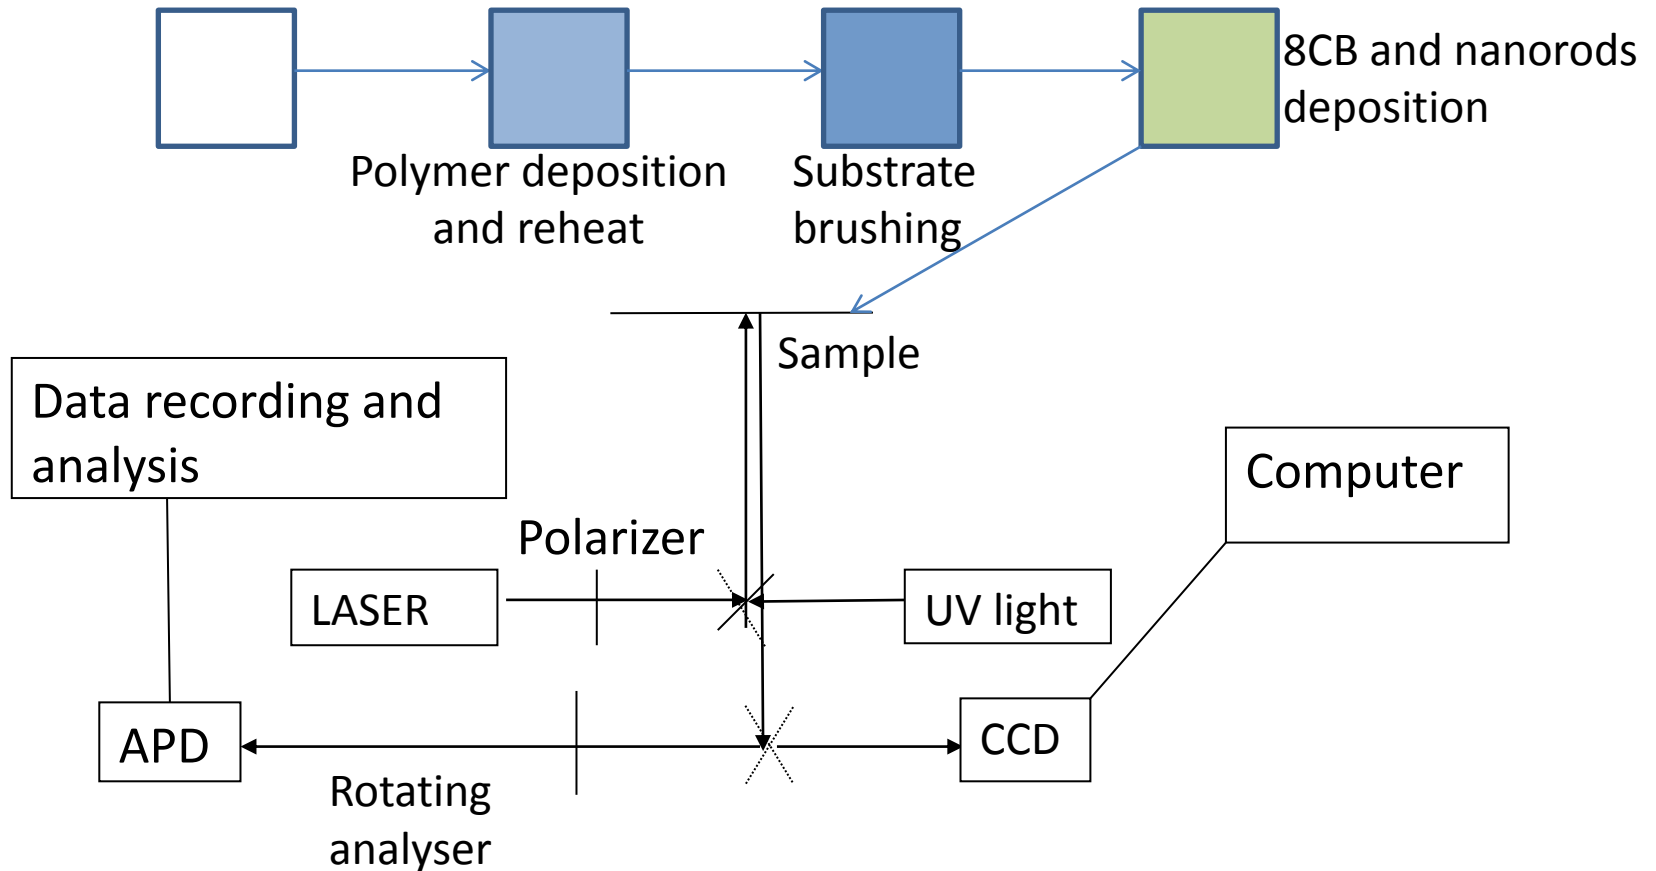 8CB and nanorods
deposition
Polymer deposition
and reheat
Substrate
brushing
Sample
Data recording and
analysis
Computer
Polarizer
LASER
UV light
APD
CCD
Rotating
analyser